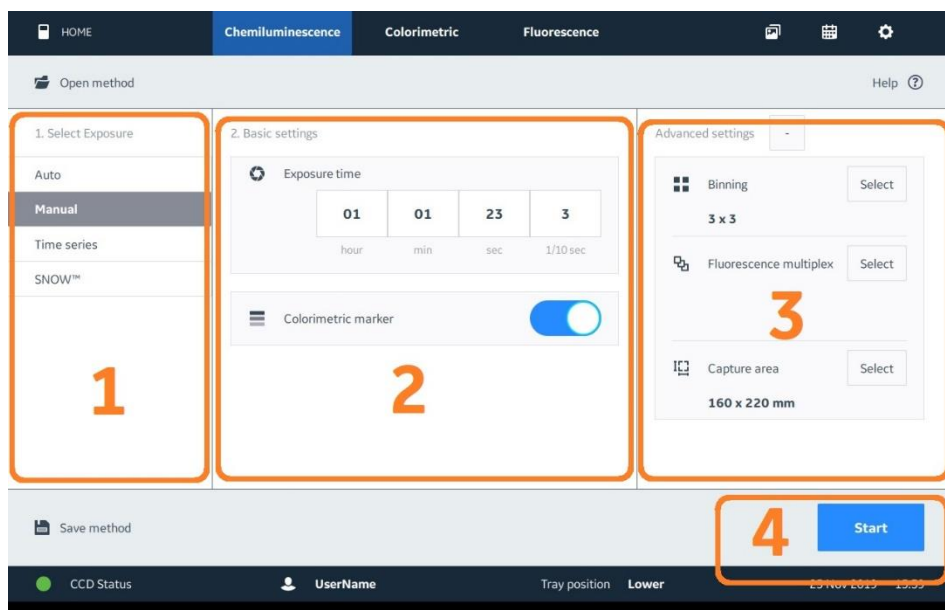 HOME Chemiluminescence Colorimetric Fluorescence
Open method Help ?
1. Select Exposure
Auto
Manual
Time series
SNOW™
1
2. Basic settings
Exposure time
01 01 23 3
hour min sec 1/10 sec
Colorimetric marker
2
Advanced settings -
Binning Select
3 x 3
Fluorescence multiplex Select
3
Capture area Select
160 x 220 mm
Save method
4
Start
CCD Status UserName Tray position Lower